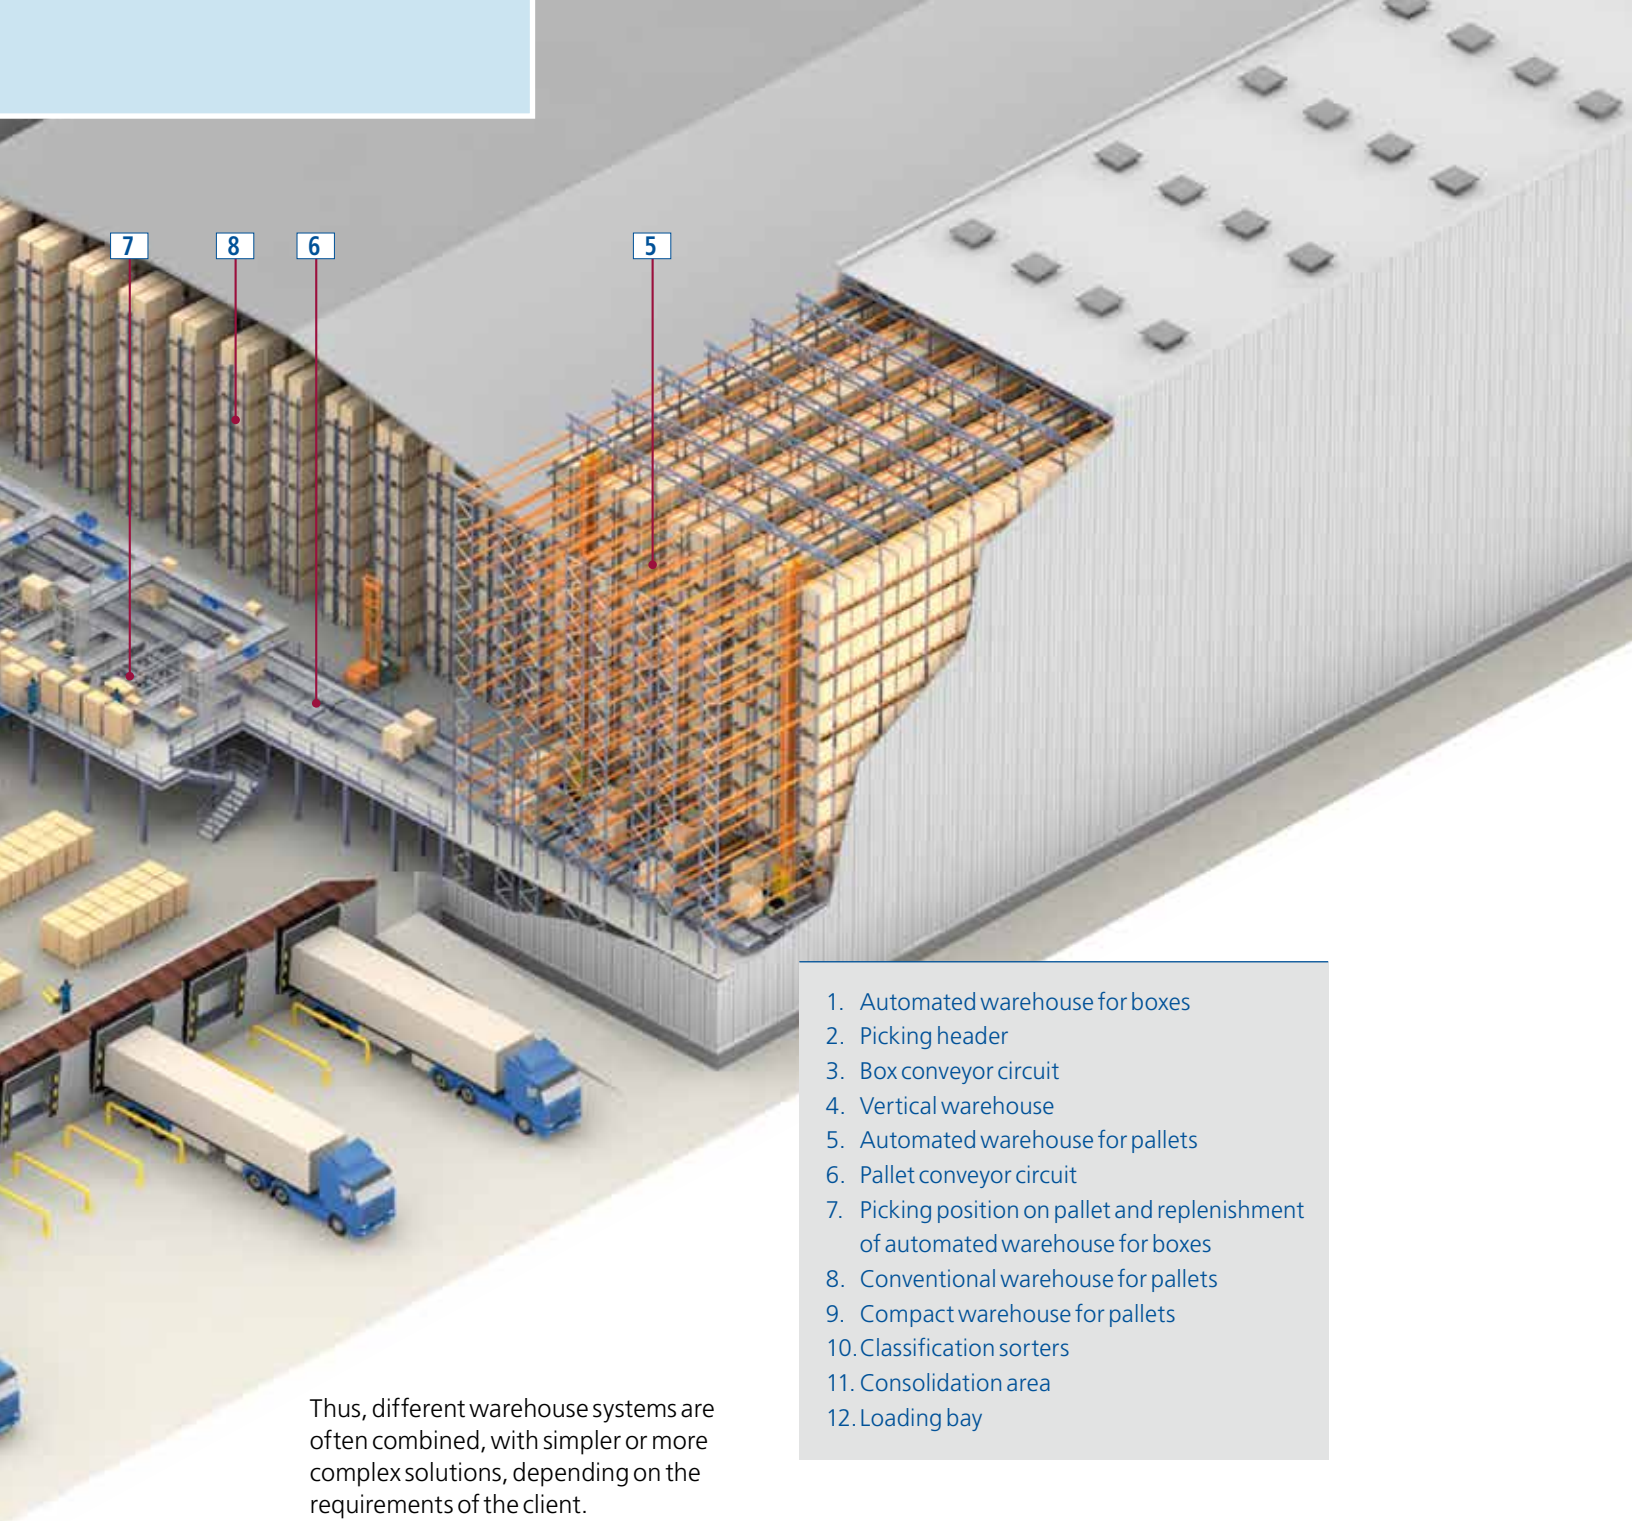 7 8 6 5
1. Automated warehouse for boxes
2. Picking header
3. Box conveyor circuit
4. Vertical warehouse
5. Automated warehouse for pallets
6. Pallet conveyor circuit
7. Picking position on pallet and replenishment
of automated warehouse for boxes
8. Conventional warehouse for pallets
9. Compact warehouse for pallets
10. Classification sorters
11. Consolidation area
12. Loading bay
Thus, different warehouse systems are
often combined, with simpler or more
complex solutions, depending on the
requirements of the client.